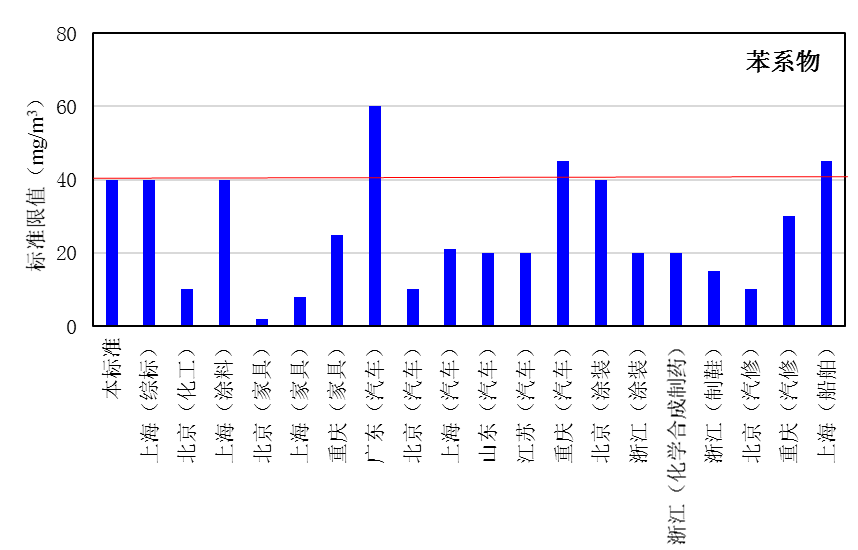 苯系物
标准限值（mg/m³）
80
60
40
20
0
本标准
上海（综标）
北京（化工）
上海（涂料）
北京（家具）
上海（家具）
重庆（家具）
广东（汽车）
北京（汽车）
上海（汽车）
山东（汽车）
江苏（汽车）
重庆（汽车）
北京（涂装）
浙江（涂装）
浙江（化学合成制药）
浙江（制鞋）
北京（汽修）
重庆（汽修）
上海（船舶）